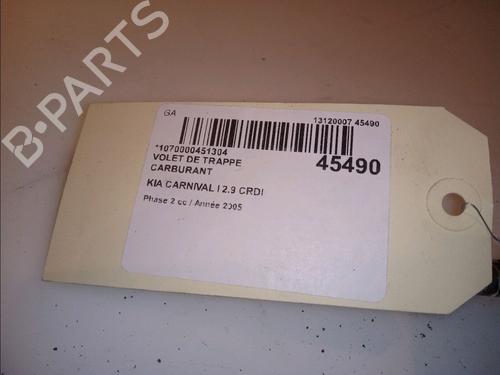 B-PARTS
GA
13120007 45490
*1070000451304
45490
VOLET DE TRAPPE
CARBURANT
KIA CARNIVAL I 2.9 CRDI
Phase 2 cc / Année 2005